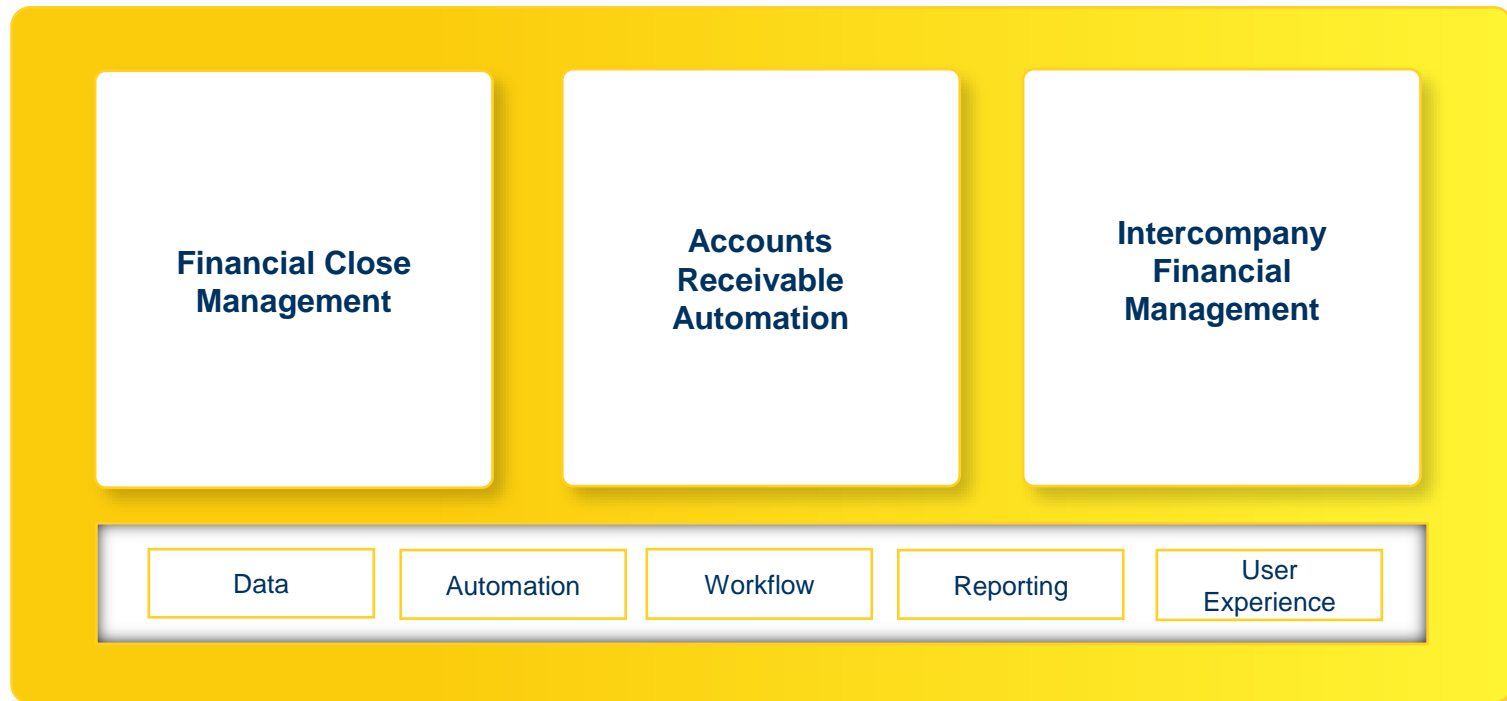 Financial Close
Management
Accounts
Receivable
Automation
Intercompany
Financial
Management
Data
Automation
Workflow
Reporting
User
Experience